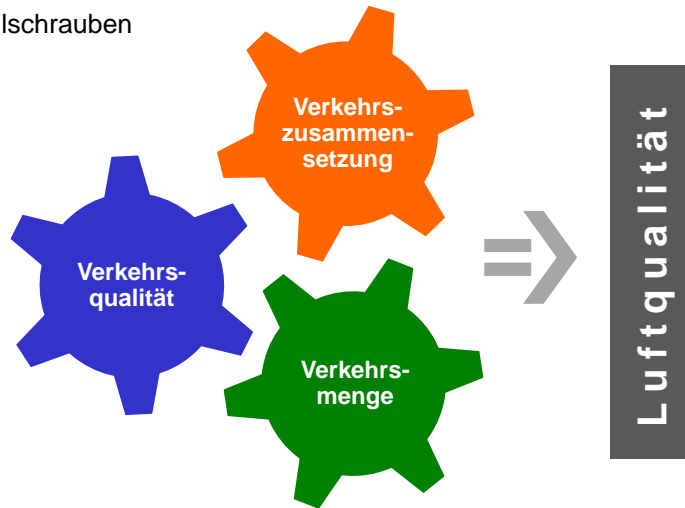 lschrauben
Verkehrs-
zusammen-
setzung
Verkehrs-
qualität
Verkehrs-
menge
Luftqualität